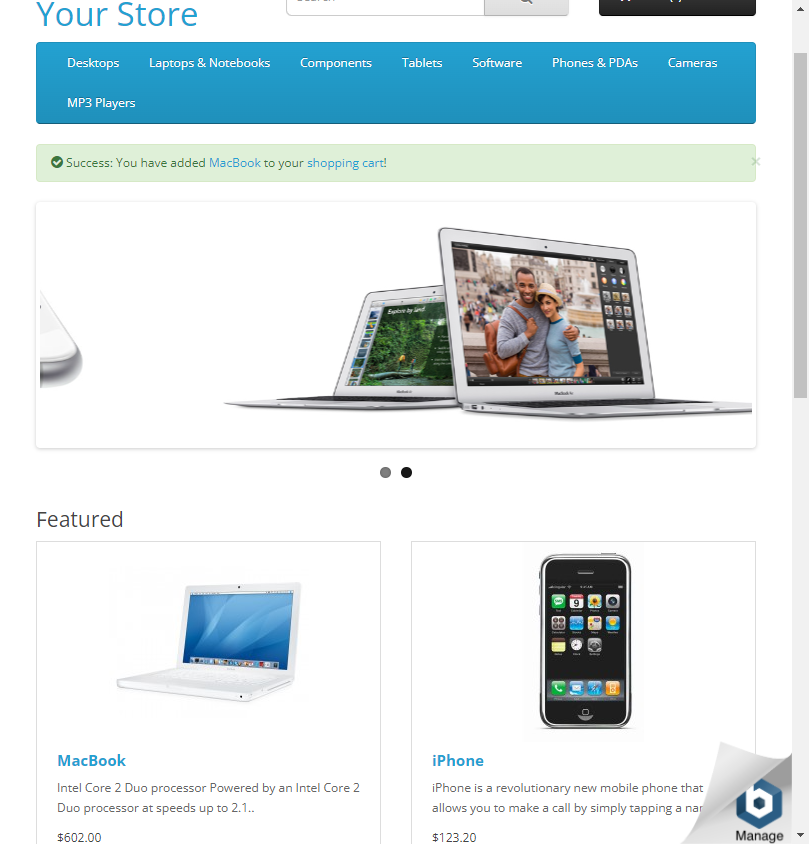 Your Store
Desktops Laptops & Notebooks Components Tablets Software Phones & PDAs Cameras
MP3 Players
Success: You have added MacBook to your shopping cart!
×
Explore by land
Featured
MacBook
Intel Core 2 Duo processor Powered by an Intel Core 2
Duo processor at speeds up to 2.1..
$602.00
iPhone
iPhone is a revolutionary new mobile phone that
allows you to make a call by simply tapping a
$123.20
Manage